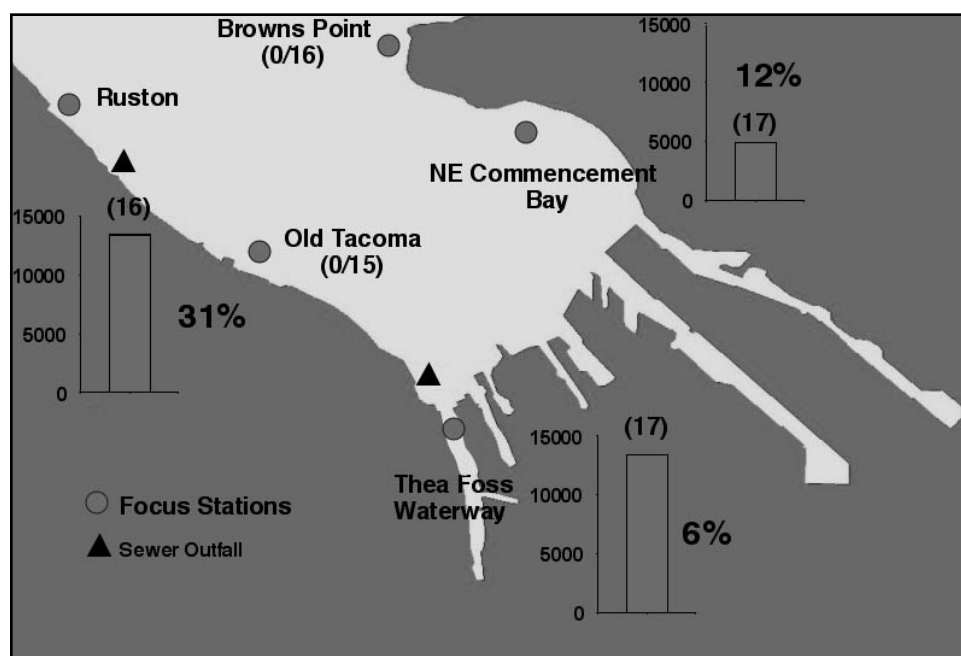 Browns Point
(0/16)
Ruston
NE Commencement
Bay
Old Tacoma
(0/15)
15000
10000
5000
0
(17)
12%
15000
10000
5000
0
(16)
31%
Thea Foss
Waterway
15000
10000
5000
0
(17)
6%
Focus Stations
Sewer Outfall